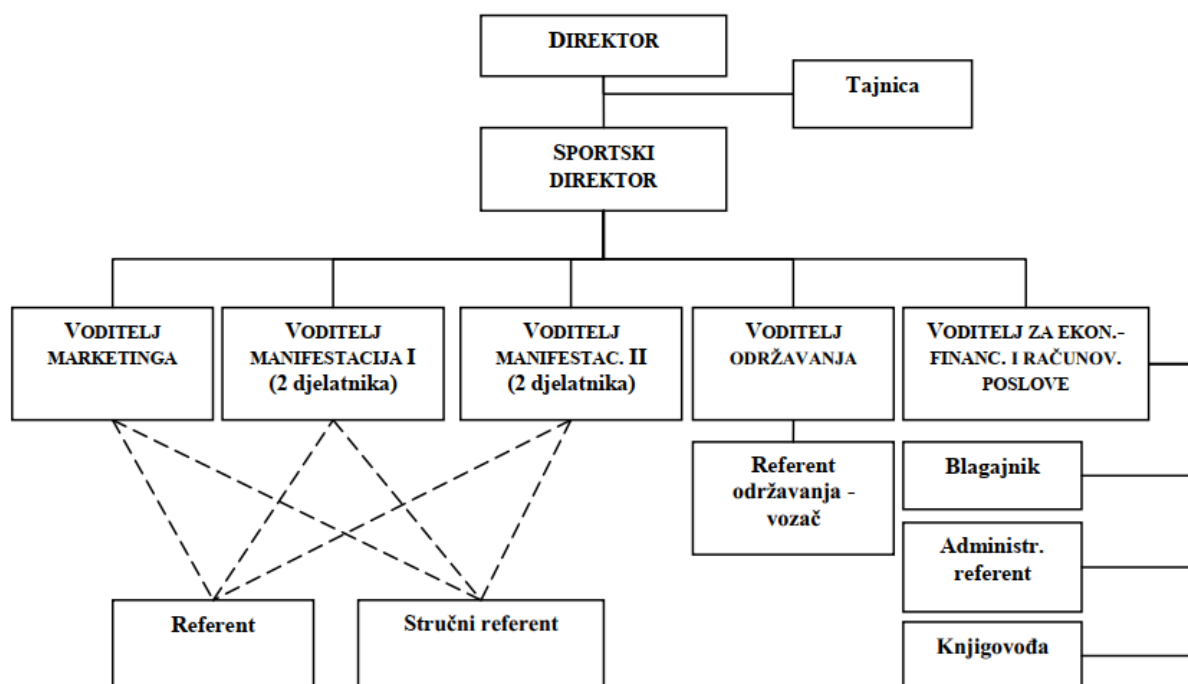 DIREKTOR
Tajnica
SPORTSKI
DIREKTOR
VODITELJ
MARKETINGA
VODITELJ
MANIFESTACIJA I
(2 djelatnika)
VODITELJ
MANIFESTAC. II
(2 djelatnika)
VODITELJ
ODRŽAVANJA
VODITELJ ZA EKON.-
FINANC. I RAČUNOV.
POSLOVE
Referent
održavanja -
vozač
Blagajnik
Administr.
referent
Knjigovođa
Referent
Stručni referent